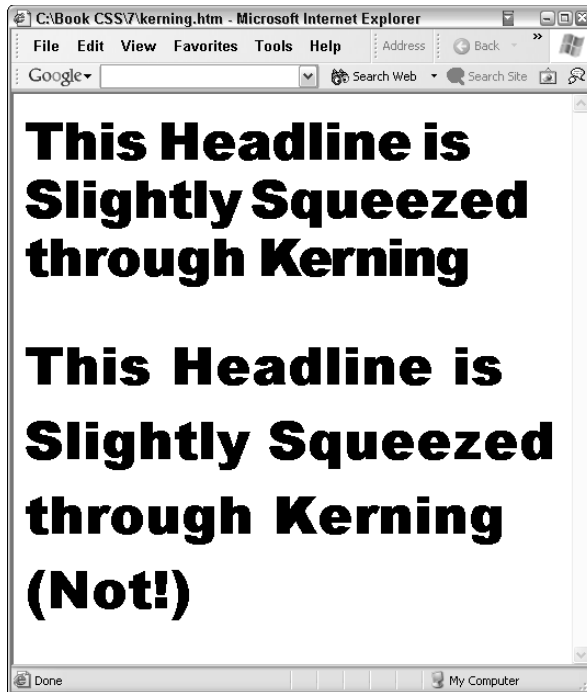 C:\Book CSS\7\kerning.htm - Microsoft Internet Explorer
File Edit View Favorites Tools Help Address Back »
Google Search Web Search Site
This Headline is
Slightly Squeezed
through Kerning
This Headline is
Slightly Squeezed
through Kerning
(Not!)
Done My Computer